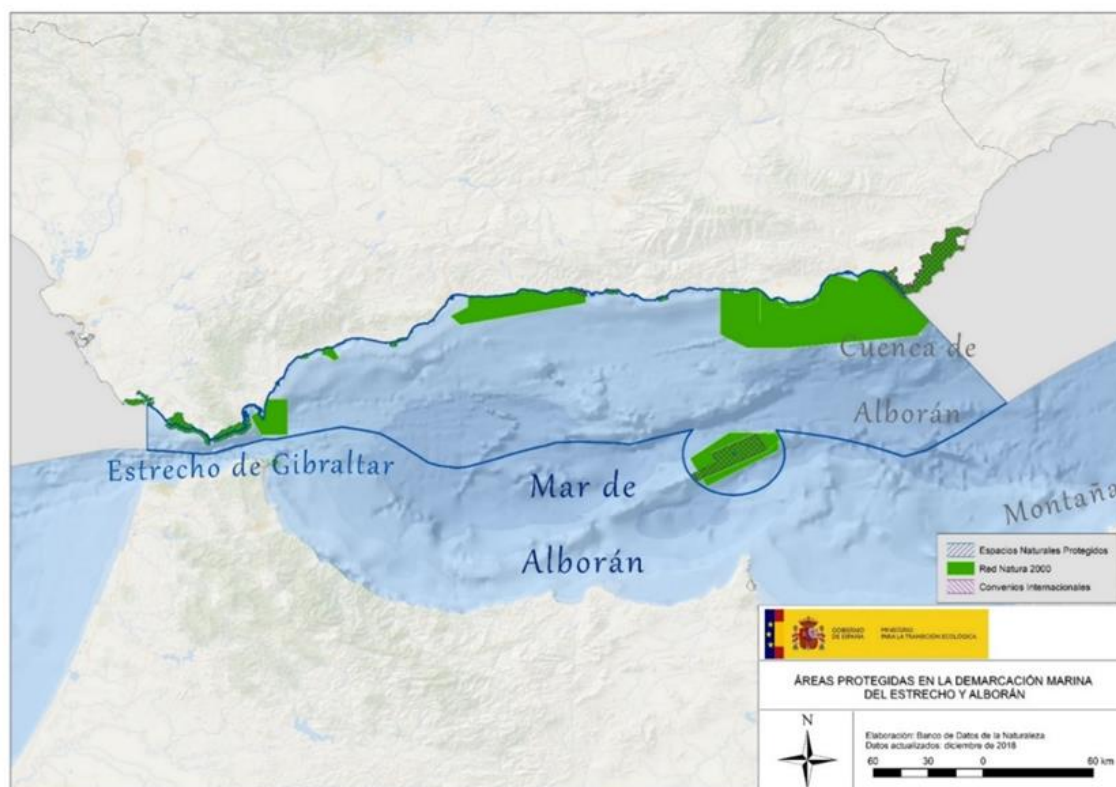 Estrecho de Gibraltar
Mar de
Alborán
Cuenca de
Alborán
Montaña
Espacios Naturales Protegidos
Red Natura 2000
Convenios Internacionales
GOBIERNO
DE ESPAÑA
MINISTERIO
PARA LA TRANSICIÓN ECOLÓGICA
ÁREAS PROTEGIDAS EN LA DEMARCACIÓN MARINA
DEL ESTRECHO Y ALBORÁN
N
Elaboración: Banco de Datos de la Naturaleza
Datos actualizados: diciembre de 2018
60 30 0 60 km